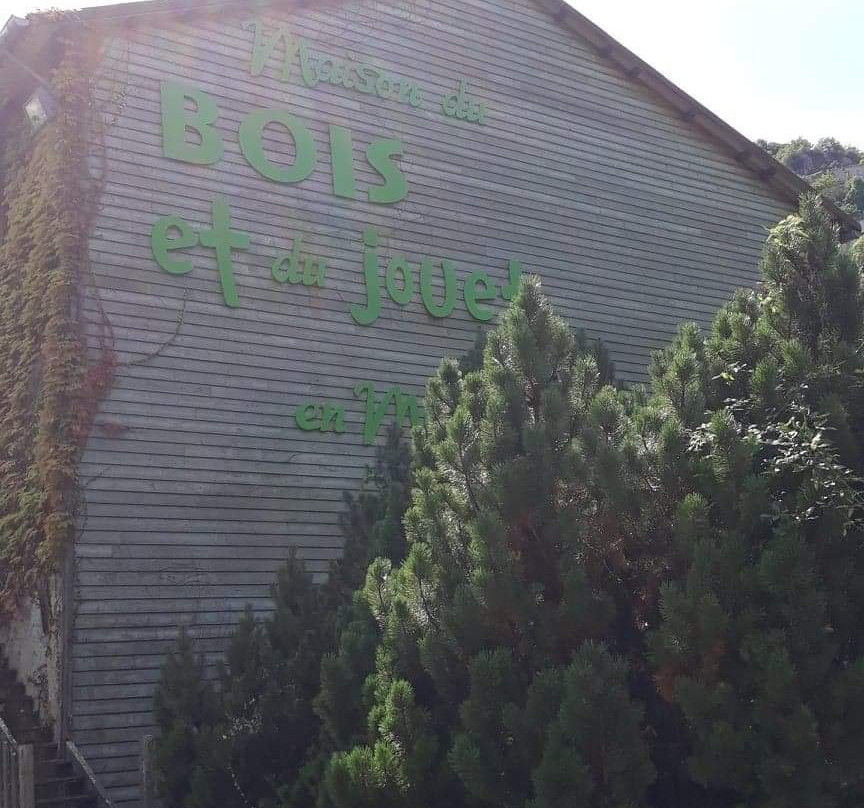 Maison du
BOIS
et du jouet
en